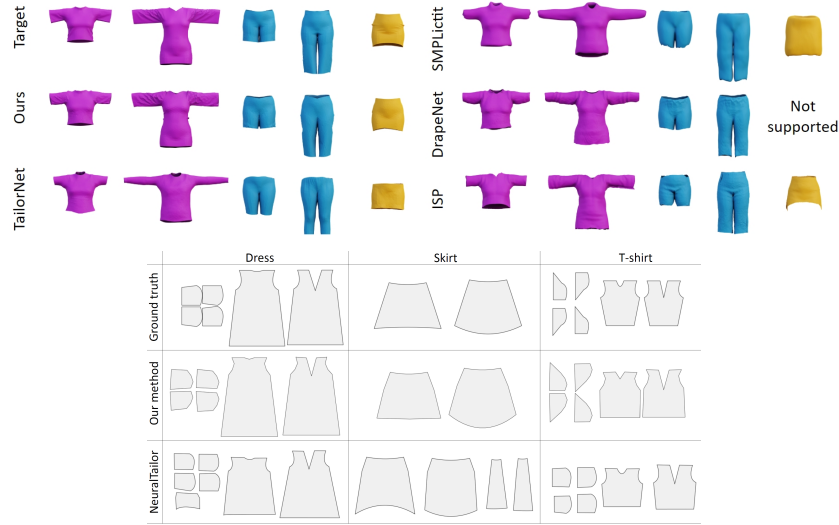 Target
Ours
TailorNet
SMPLicit
DrapeNet
Not
supported
ISP
Dress
Skirt
T-shirt
Ground truth
Our method
NeuralTailor